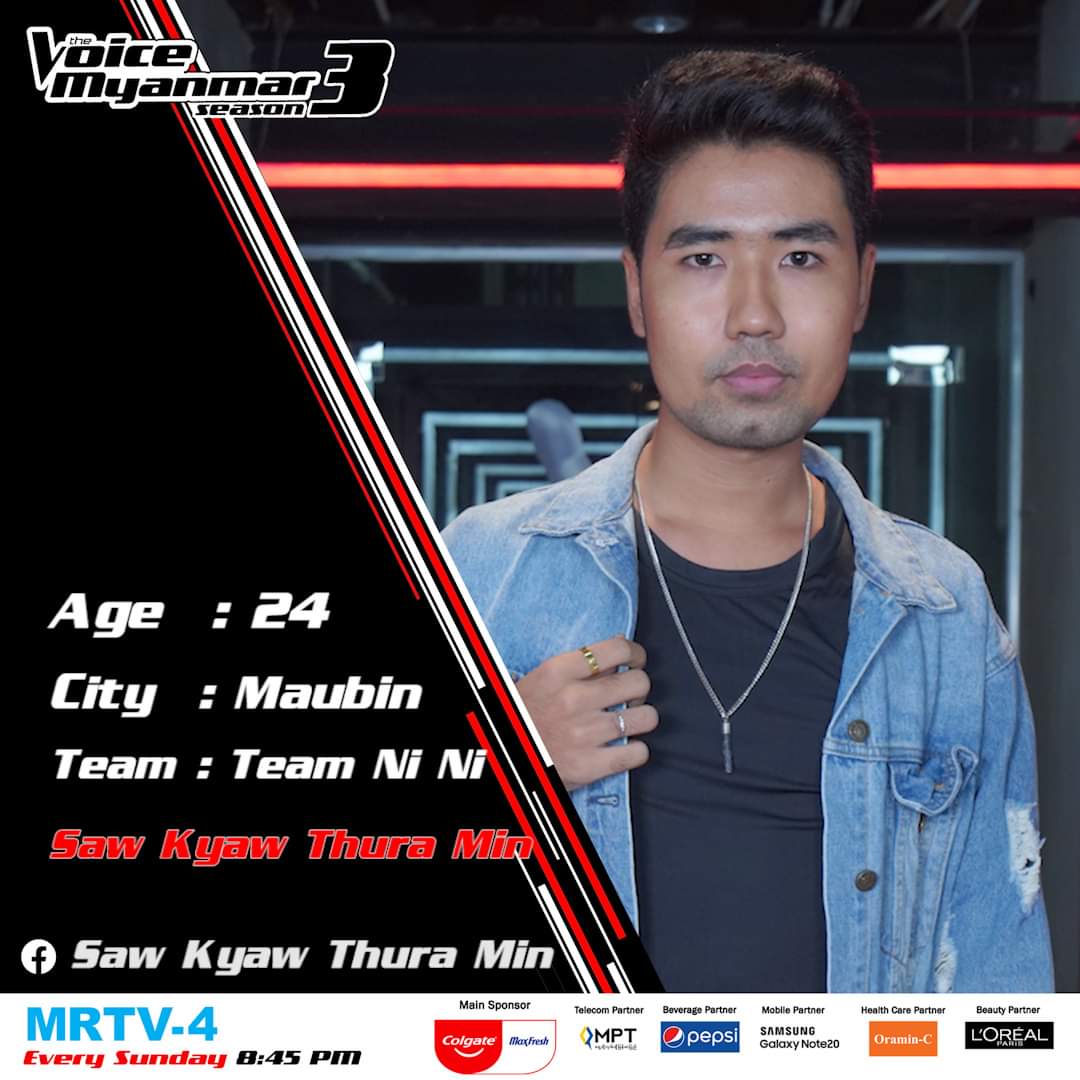 the
Voice
Myanmar 3
season
Age : 24
City : Maubin
Team : Team Ni Ni
Saw Kyaw Thura Min
Saw Kyaw Thura Min
MRTV-4
Every Sunday 8:45 PM
Main Sponsor
Colgate MaxFresh
Telecom Partner
MPT
Beverage Partner
pepsi
Mobile Partner
SAMSUNG
Galaxy Note20
Health Care Partner
Oramin-C
Beauty Partner
L'ORÉAL
PARIS